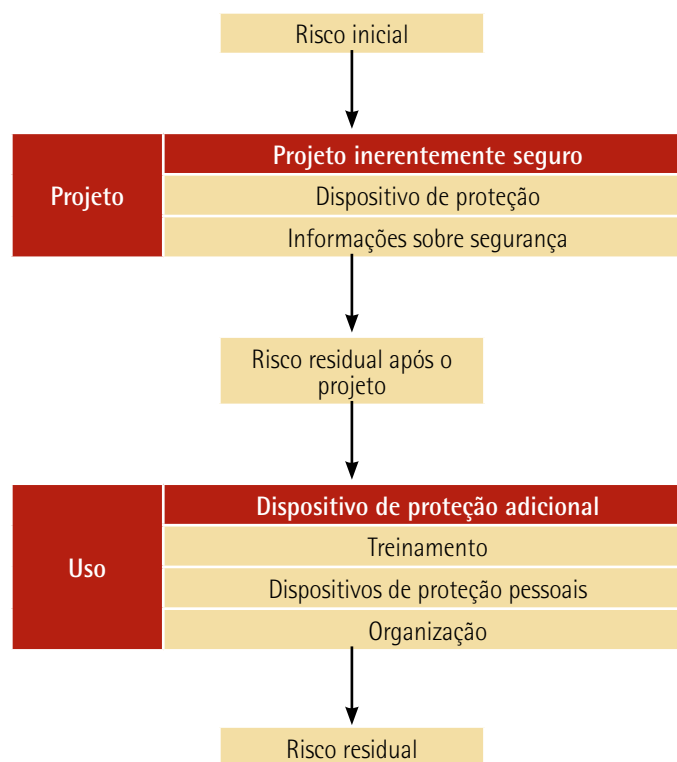 Risco inicial
Projeto
Projeto inerentemente seguro
Dispositivo de proteção
Informações sobre segurança
Risco residual após o
projeto
Uso
Dispositivo de proteção adicional
Treinamento
Dispositivos de proteção pessoais
Organização
Risco residual